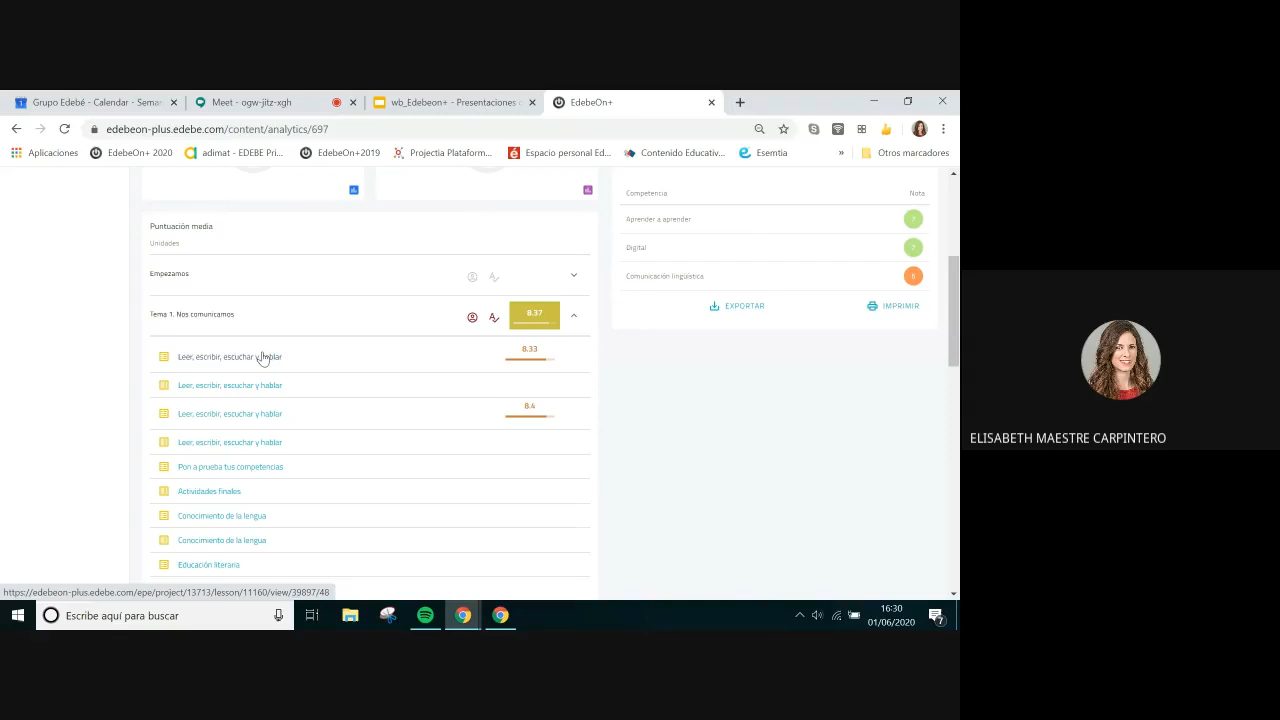 Grupo Edebé - Calendar - Sema
Meet - ogw-jitz-xgh
wb_Edebeon+ - Presentaciones
EdebeOn+
edebeon-plus.edebe.com/content/analytics/697
Aplicaciones
EdebeOn+ 2020
adimat - EDEBE Pri...
EdebeOn+2019
Projectia Plataform...
Espacio personal Ed...
Contenido Educativ...
Esemtia
»
Otros marcadores
Puntuación media
Unidades
Empezamos
Tema 1. Nos comunicamos
8.37
Leer, escribir, escuchar y hablar
8.33
Leer, escribir, escuchar y hablar
Leer, escribir, escuchar y hablar
8.4
Leer, escribir, escuchar y hablar
Pon a prueba tus competencias
Actividades finales
Conocimiento de la lengua
Conocimiento de la lengua
Educación literaria
Competencia
Nota
Aprender a aprender
7
Digital
7
Comunicación lingüística
EXPORTAR
IMPRIMIR
https://edebeon-plus.edebe.com/epe/project/13713/lesson/11160/view/39897/48
Escribe aquí para buscar
16:30
01/06/2020
7
ELISABETH MAESTRE CARPINTERO